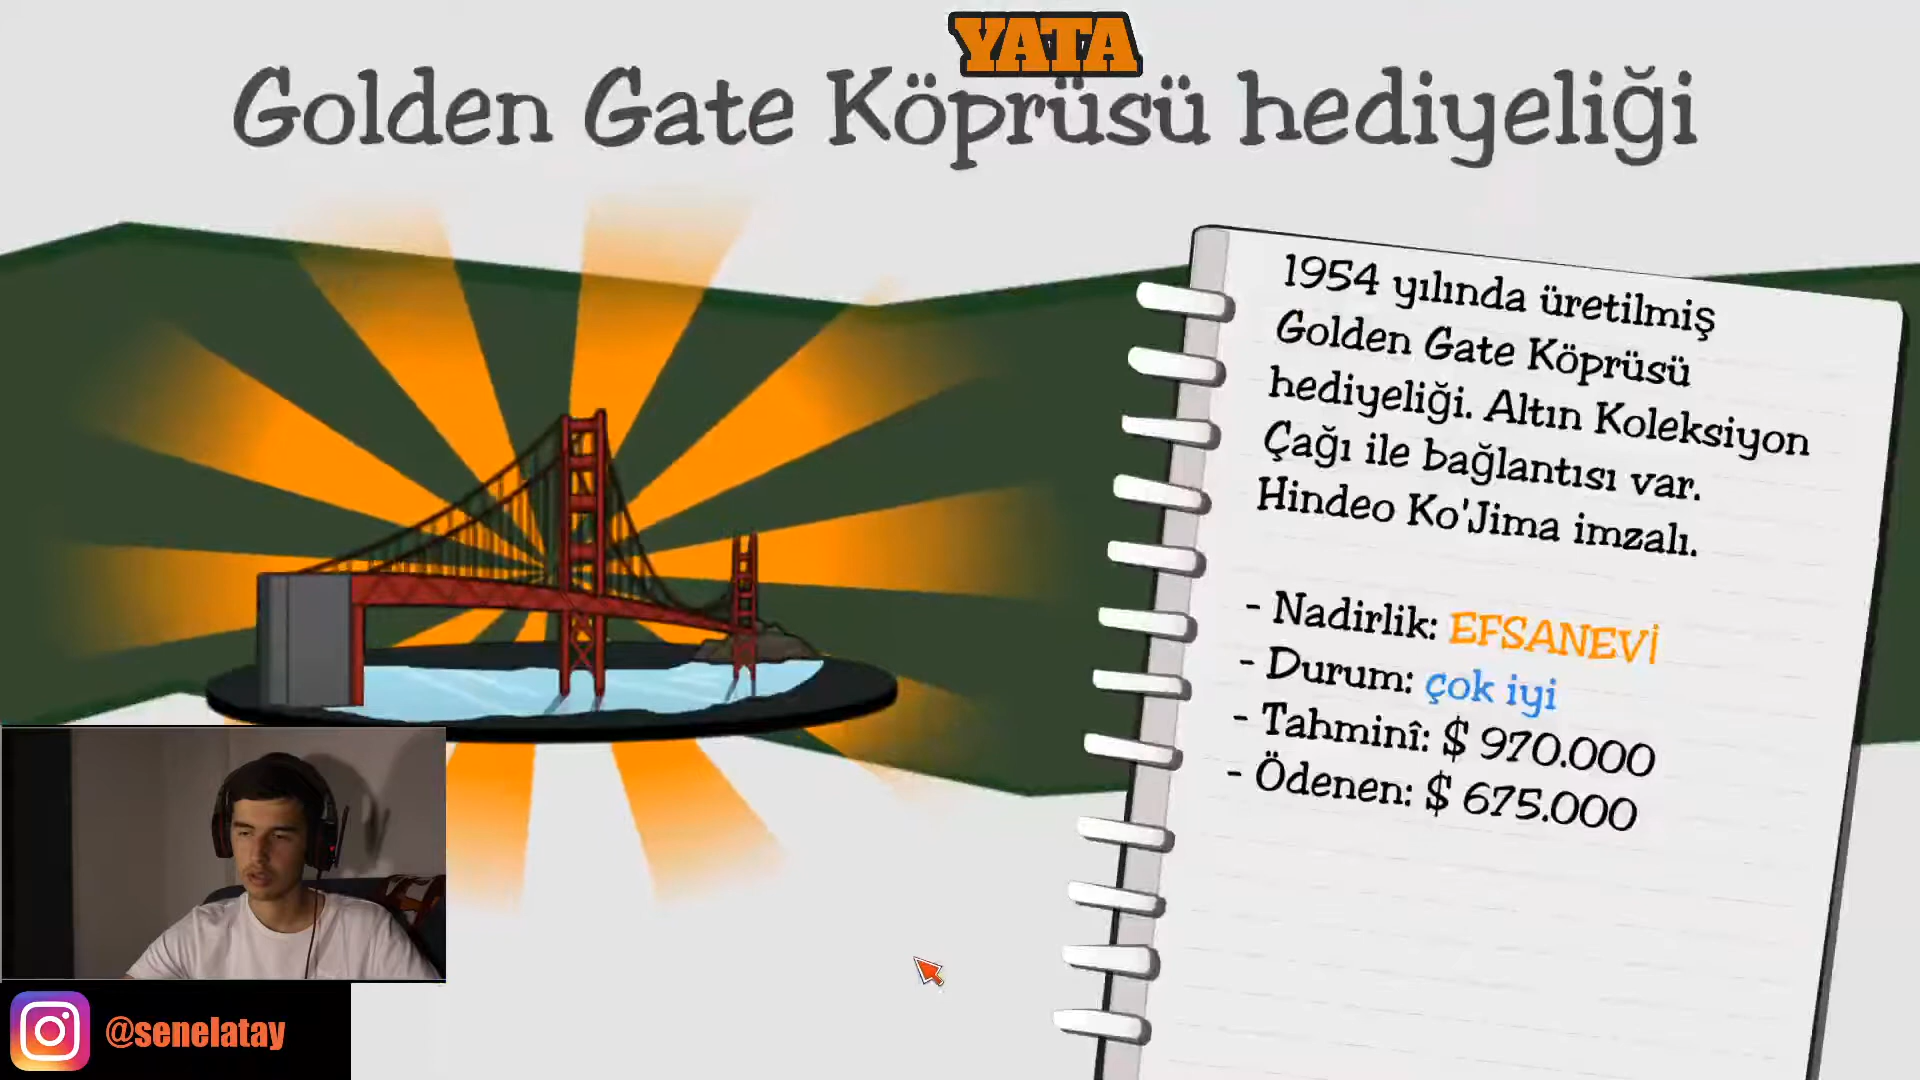 YATA
Golden Gate Köprüsü hediyeliği
1954 yılında üretilmiş
Golden Gate Köprüsü
hediyeliği. Altın Koleksiyon
Çağı ile bağlantısı var.
Hindeo Ko'Jima imzalı.
- Nadirlik: EFSANEVİ
- Durum: çok iyi
- Tahminî: $ 970.000
- Ödenen: $ 675.000
@senelatay